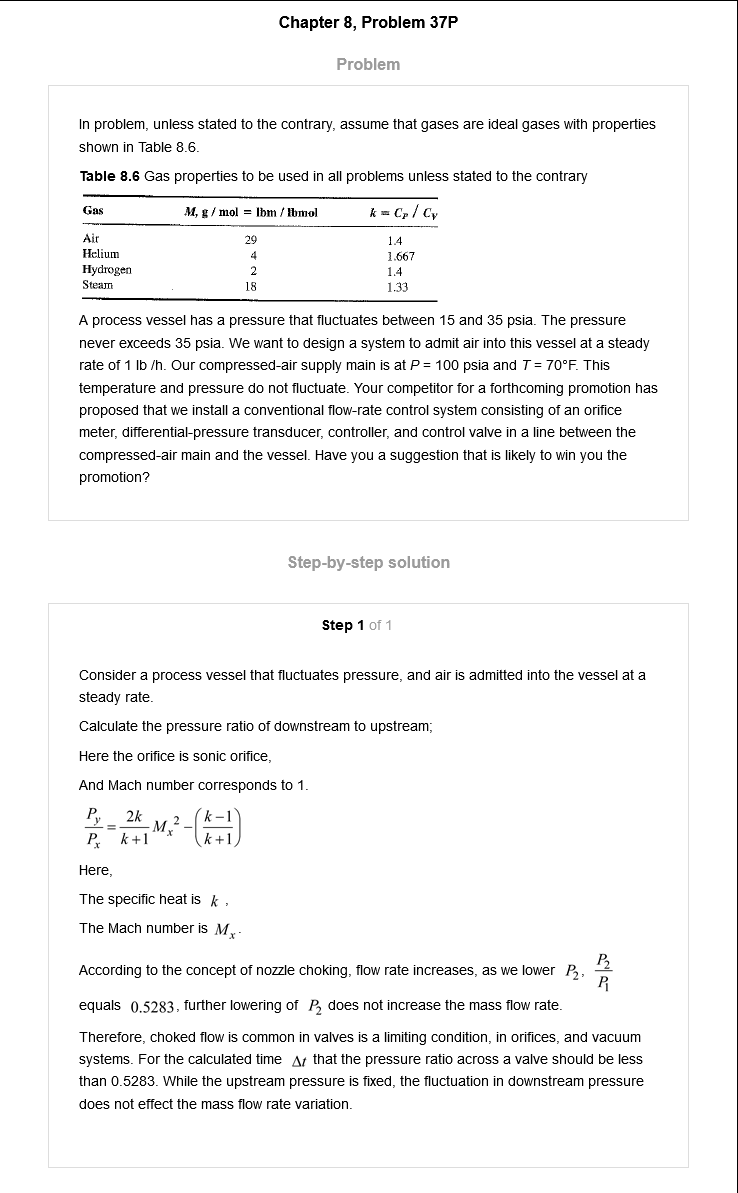 Chapter 8, Problem 37P
Problem
In problem, unless stated to the contrary, assume that gases are ideal gases with properties
shown in Table 8.6.
Table 8.6 Gas properties to be used in all problems unless stated to the contrary
Gas M, g / mol = lbm / lbmol k = C_P / C_V
Air 29 1.4
Helium 4 1.667
Hydrogen 2 1.4
Steam 18 1.33
A process vessel has a pressure that fluctuates between 15 and 35 psia. The pressure
never exceeds 35 psia. We want to design a system to admit air into this vessel at a steady
rate of 1 lb /h. Our compressed-air supply main is at P = 100 psia and T = 70°F. This
temperature and pressure do not fluctuate. Your competitor for a forthcoming promotion has
proposed that we install a conventional flow-rate control system consisting of an orifice
meter, differential-pressure transducer, controller, and control valve in a line between the
compressed-air main and the vessel. Have you a suggestion that is likely to win you the
promotion?
Step-by-step solution
Step 1 of 1
Consider a process vessel that fluctuates pressure, and air is admitted into the vessel at a
steady rate.
Calculate the pressure ratio of downstream to upstream;
Here the orifice is sonic orifice,
And Mach number corresponds to 1.
P_y/P_x = 2k/(k+1) M_x^2 − ((k−1)/(k+1))
Here,
The specific heat is k ,
The Mach number is M_x.
According to the concept of nozzle choking, flow rate increases, as we lower P_2, P_2/P_1
equals 0.5283, further lowering of P_2 does not increase the mass flow rate.
Therefore, choked flow is common in valves is a limiting condition, in orifices, and vacuum
systems. For the calculated time Δt that the pressure ratio across a valve should be less
than 0.5283. While the upstream pressure is fixed, the fluctuation in downstream pressure
does not effect the mass flow rate variation.